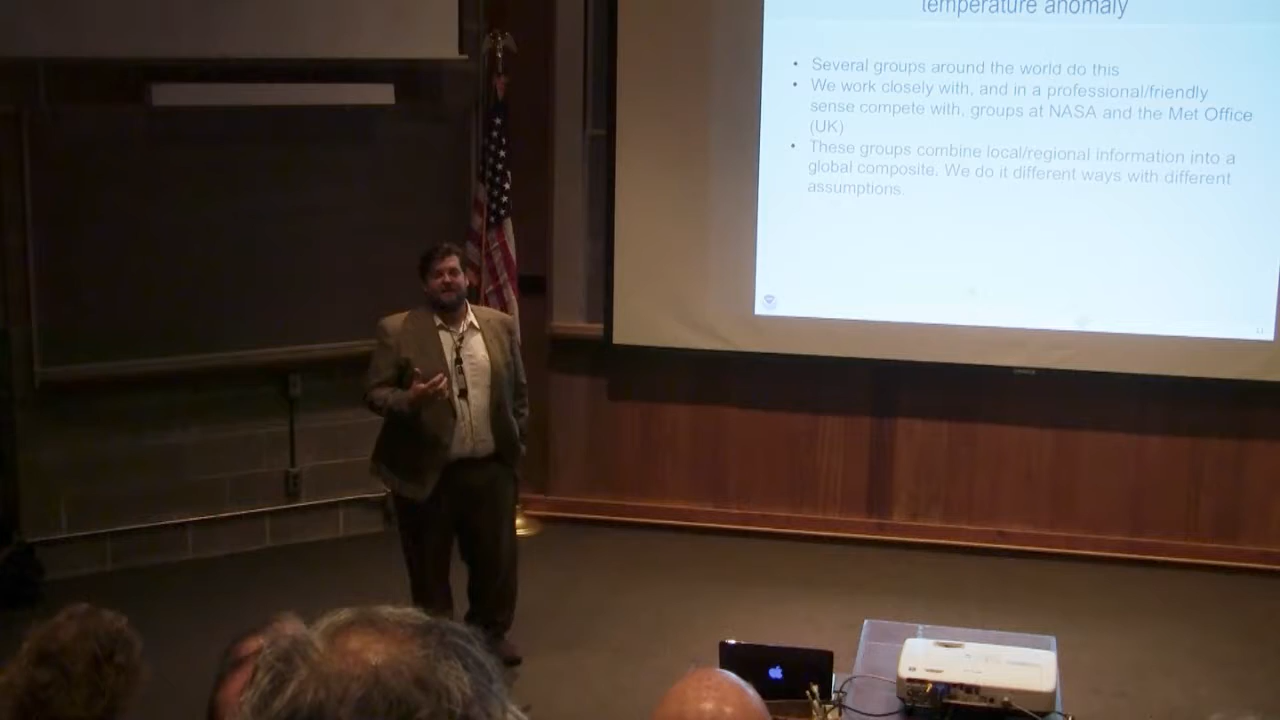 temperature anomaly
• Several groups around the world do this
• We work closely with, and in a professional/friendly
sense compete with, groups at NASA and the Met Office
(UK)
• These groups combine local/regional information into a
global composite. We do it different ways with different
assumptions.
11